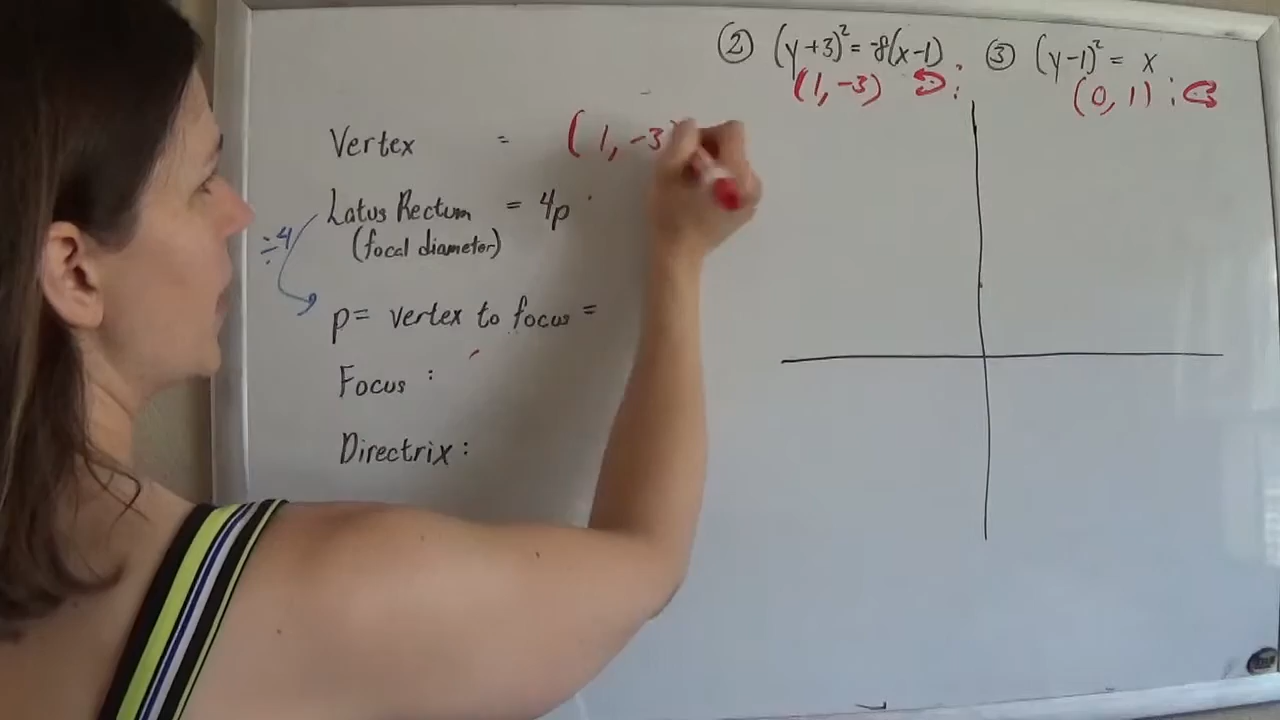 ② (y+3)² = -8(x-1)
(1, -3)
③ (y-1)² = x
(0, 1)
Vertex = (1, -3)
Latus Rectum = 4p
(focal diameter)
÷4
p = vertex to focus =
Focus :
Directrix :